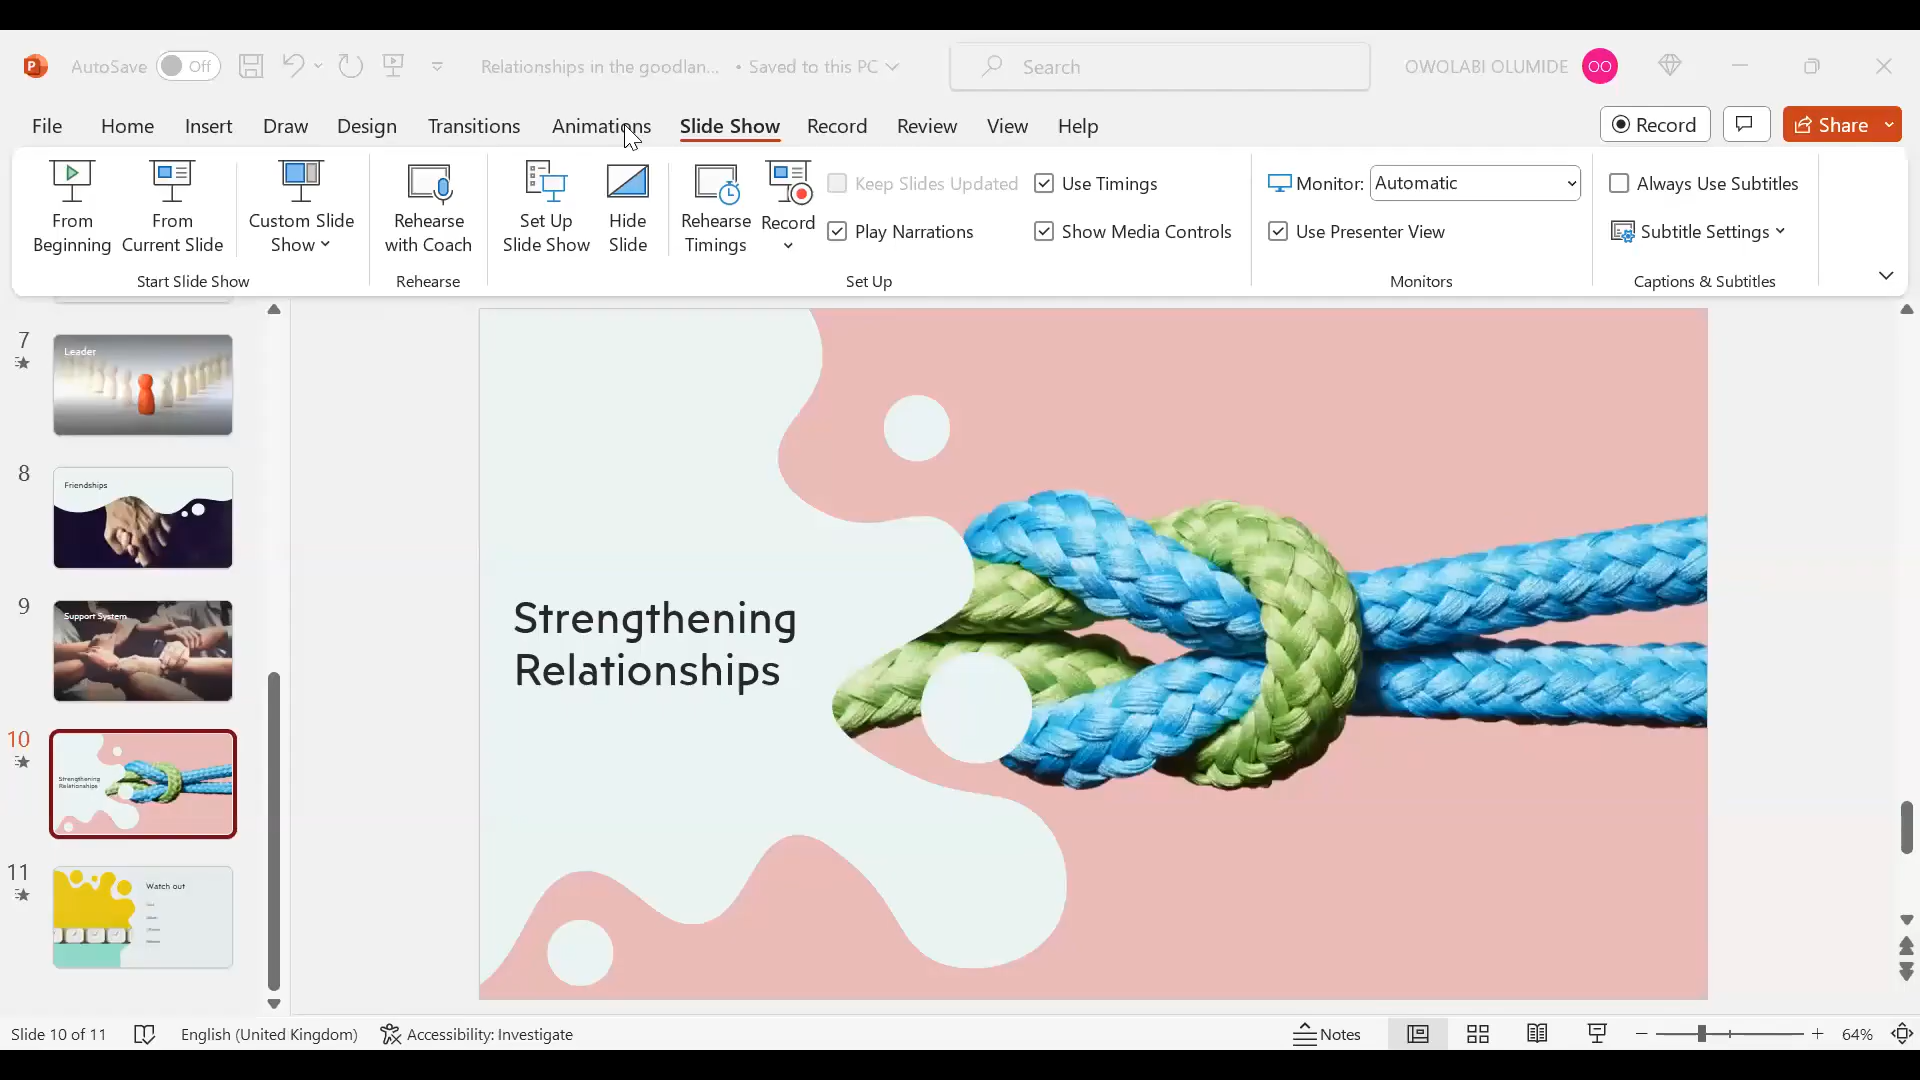 AutoSave Off Relationships in the goodlan... • Saved to this PC Search OWOLABI OLUMIDE OO
File Home Insert Draw Design Transitions Animations Slide Show Record Review View Help Record Share
From Beginning
From Current Slide
Custom Slide Show
Start Slide Show
Rehearse with Coach
Rehearse
Set Up Slide Show
Hide Slide
Rehearse Timings
Record
Keep Slides Updated
Play Narrations
Use Timings
Show Media Controls
Set Up
Monitor: Automatic
Use Presenter View
Monitors
Always Use Subtitles
Subtitle Settings
Captions & Subtitles
7
Leader
8
Friendships
9
Support System
10
Strengthening
Relationships
11
Watch out
Strengthening
Relationships
Slide 10 of 11 English (United Kingdom) Accessibility: Investigate Notes 64%